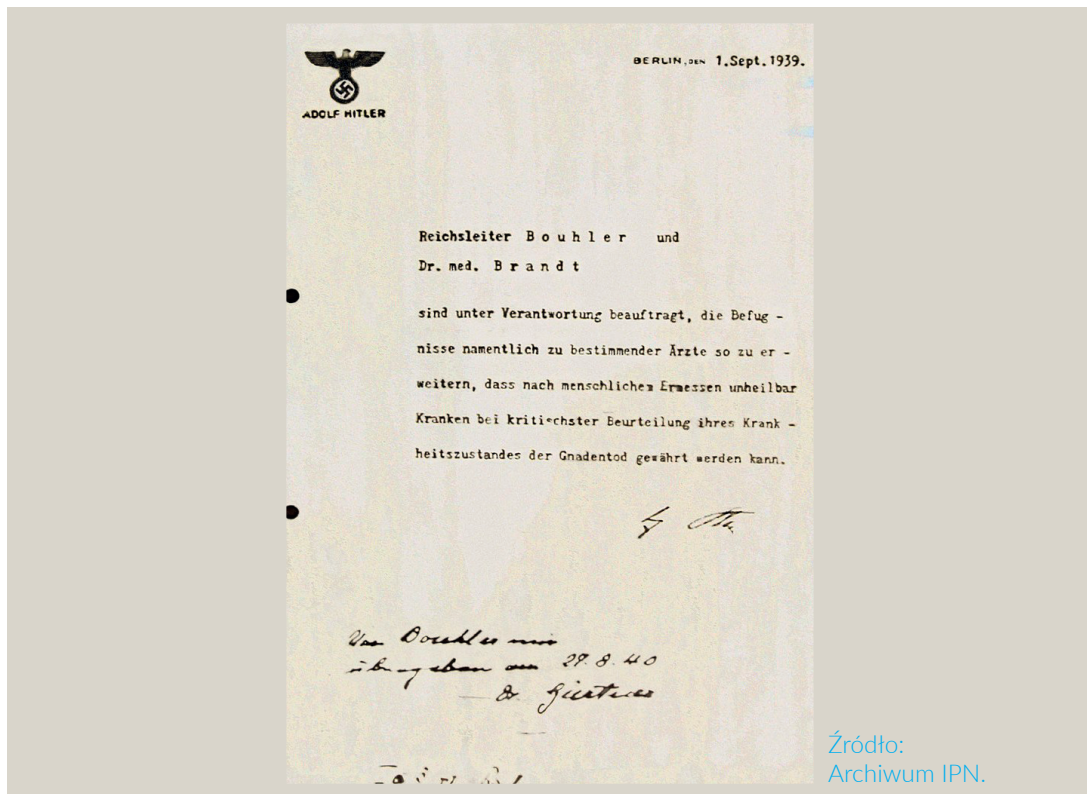 BERLIN, DEN 1.Sept.1939.
ADOLF HITLER
Reichsleiter B o u h l e r und
Dr. med. B r a n d t
sind unter Verantwortung beauftragt, die Befug -
nisse namentlich zu bestimmender Ärzte so zu er -
weitern, dass nach menschlichem Ermessen unheilbar
Kranken bei kritischster Beurteilung ihres Krank -
heitszustandes der Gnadentod gewährt werden kann.
Von Bouhler mir
übergeben am 27.8.40
Dr. Gürtner
Źródło:
Archiwum IPN.